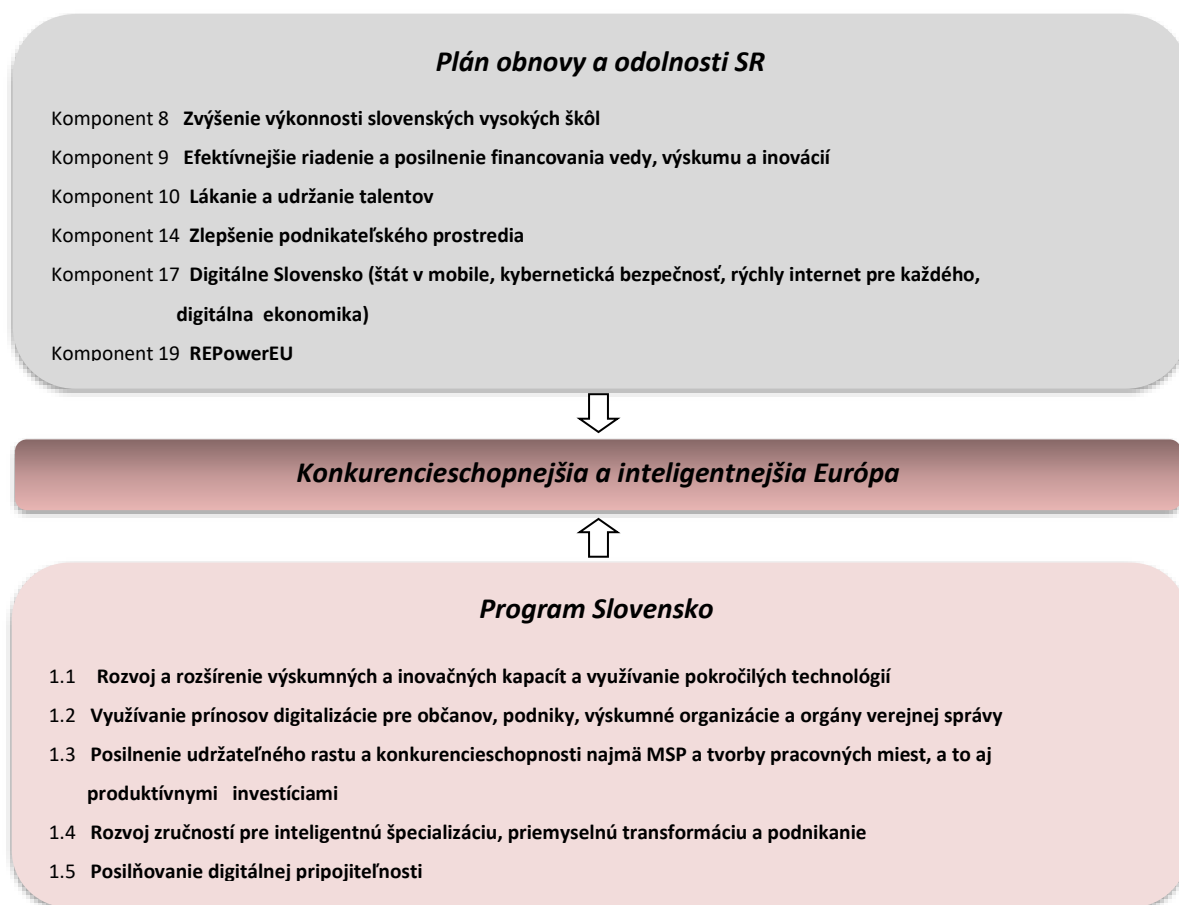 Plán obnovy a odolnosti SR
Komponent 8 Zvýšenie výkonnosti slovenských vysokých škôl
Komponent 9 Efektívnejšie riadenie a posilnenie financovania vedy, výskumu a inovácií
Komponent 10 Lákanie a udržanie talentov
Komponent 14 Zlepšenie podnikateľského prostredia
Komponent 17 Digitálne Slovensko (štát v mobile, kybernetická bezpečnosť, rýchly internet pre každého,
digitálna ekonomika)
Komponent 19 REPowerEU
Konkurencieschopnejšia a inteligentnejšia Európa
Program Slovensko
1.1 Rozvoj a rozšírenie výskumných a inovačných kapacít a využívanie pokročilých technológií
1.2 Využívanie prínosov digitalizácie pre občanov, podniky, výskumné organizácie a orgány verejnej správy
1.3 Posilnenie udržateľného rastu a konkurencieschopnosti najmä MSP a tvorby pracovných miest, a to aj
produktívnymi investíciami
1.4 Rozvoj zručností pre inteligentnú špecializáciu, priemyselnú transformáciu a podnikanie
1.5 Posilňovanie digitálnej pripojiteľnosti